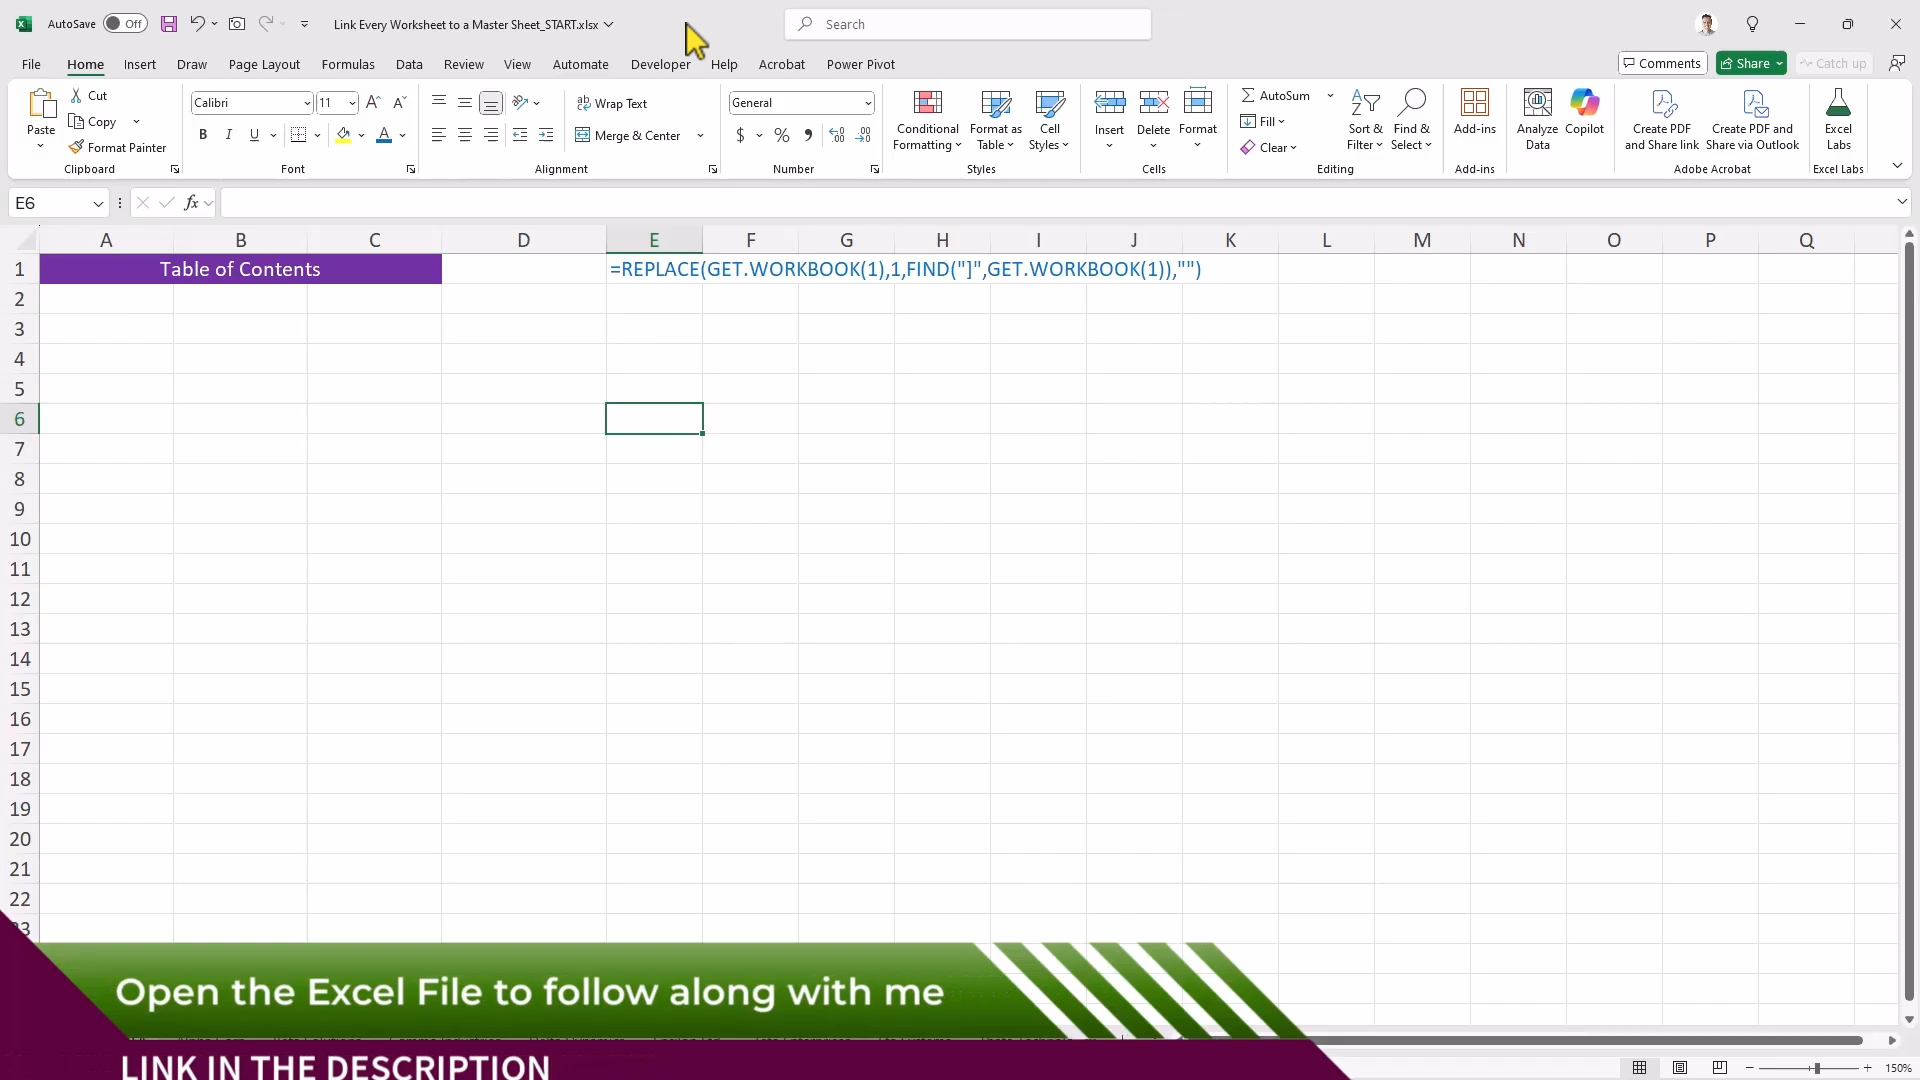 AutoSave Off Link Every Worksheet to a Master Sheet_START.xlsx Search
File Home Insert Draw Page Layout Formulas Data Review View Automate Developer Help Acrobat Power Pivot Comments Share Catch up
Paste Cut Copy Format Painter Clipboard
Calibri 11 B I U A Font
Wrap Text Merge & Center Alignment
General $ % Number
Conditional Formatting Format as Table Cell Styles Styles
Insert Delete Format Cells
AutoSum Fill Clear Sort & Filter Find & Select Editing
Add-ins Add-ins
Analyze Data Copilot
Create PDF and Share link Create PDF and Share via Outlook Adobe Acrobat
Excel Labs Excel Labs
E6 fx
A B C D E F G H I J K L M N O P Q
1 Table of Contents =REPLACE(GET.WORKBOOK(1),1,FIND("]",GET.WORKBOOK(1)),"")
2
3
4
5
6
7
8
9
10
11
12
13
14
15
16
17
18
19
20
21
22
Open the Excel File to follow along with me
LINK IN THE DESCRIPTION
150%